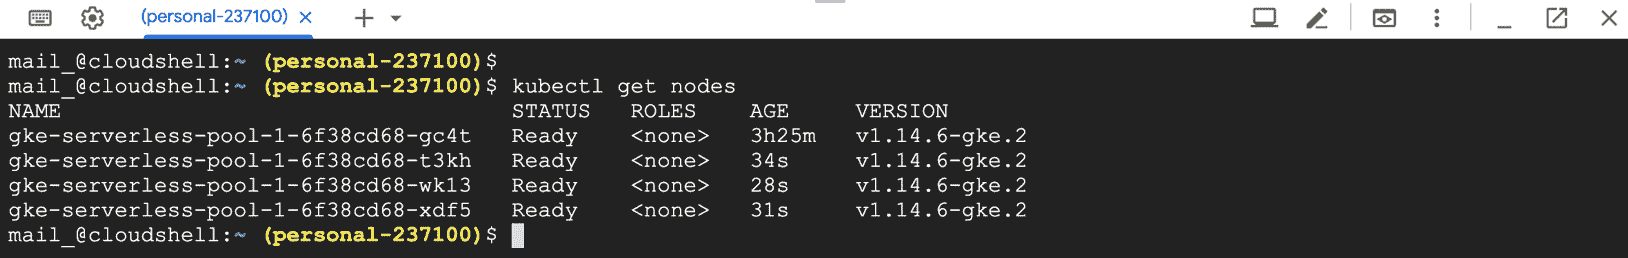 (personal-237100)
mail_@cloudshell:~ (personal-237100)$
mail_@cloudshell:~ (personal-237100)$ kubectl get nodes
NAME STATUS ROLES AGE VERSION
gke-serverless-pool-1-6f38cd68-gc4t Ready <none> 3h25m v1.14.6-gke.2
gke-serverless-pool-1-6f38cd68-t3kh Ready <none> 34s v1.14.6-gke.2
gke-serverless-pool-1-6f38cd68-wk13 Ready <none> 28s v1.14.6-gke.2
gke-serverless-pool-1-6f38cd68-xdf5 Ready <none> 31s v1.14.6-gke.2
mail_@cloudshell:~ (personal-237100)$